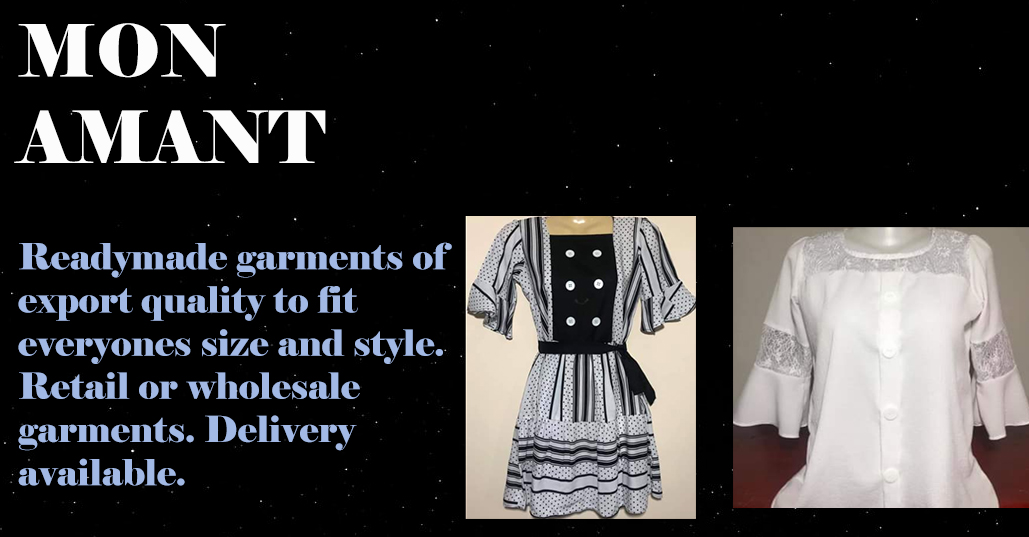 MON
AMANT
Readymade garments of
export quality to fit
everyones size and style.
Retail or wholesale
garments. Delivery
available.